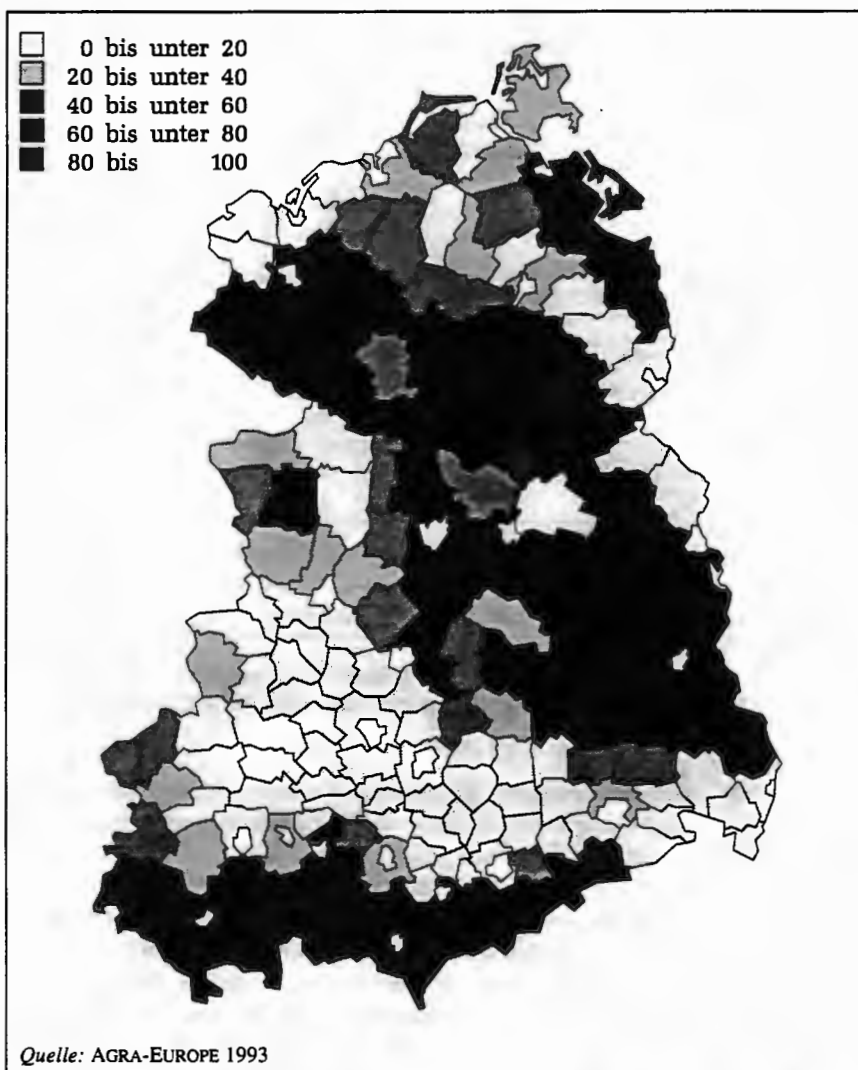 0 bis unter 20
20 bis unter 40
40 bis unter 60
60 bis unter 80
80 bis 100
Quelle: AGRA-EUROPE 1993